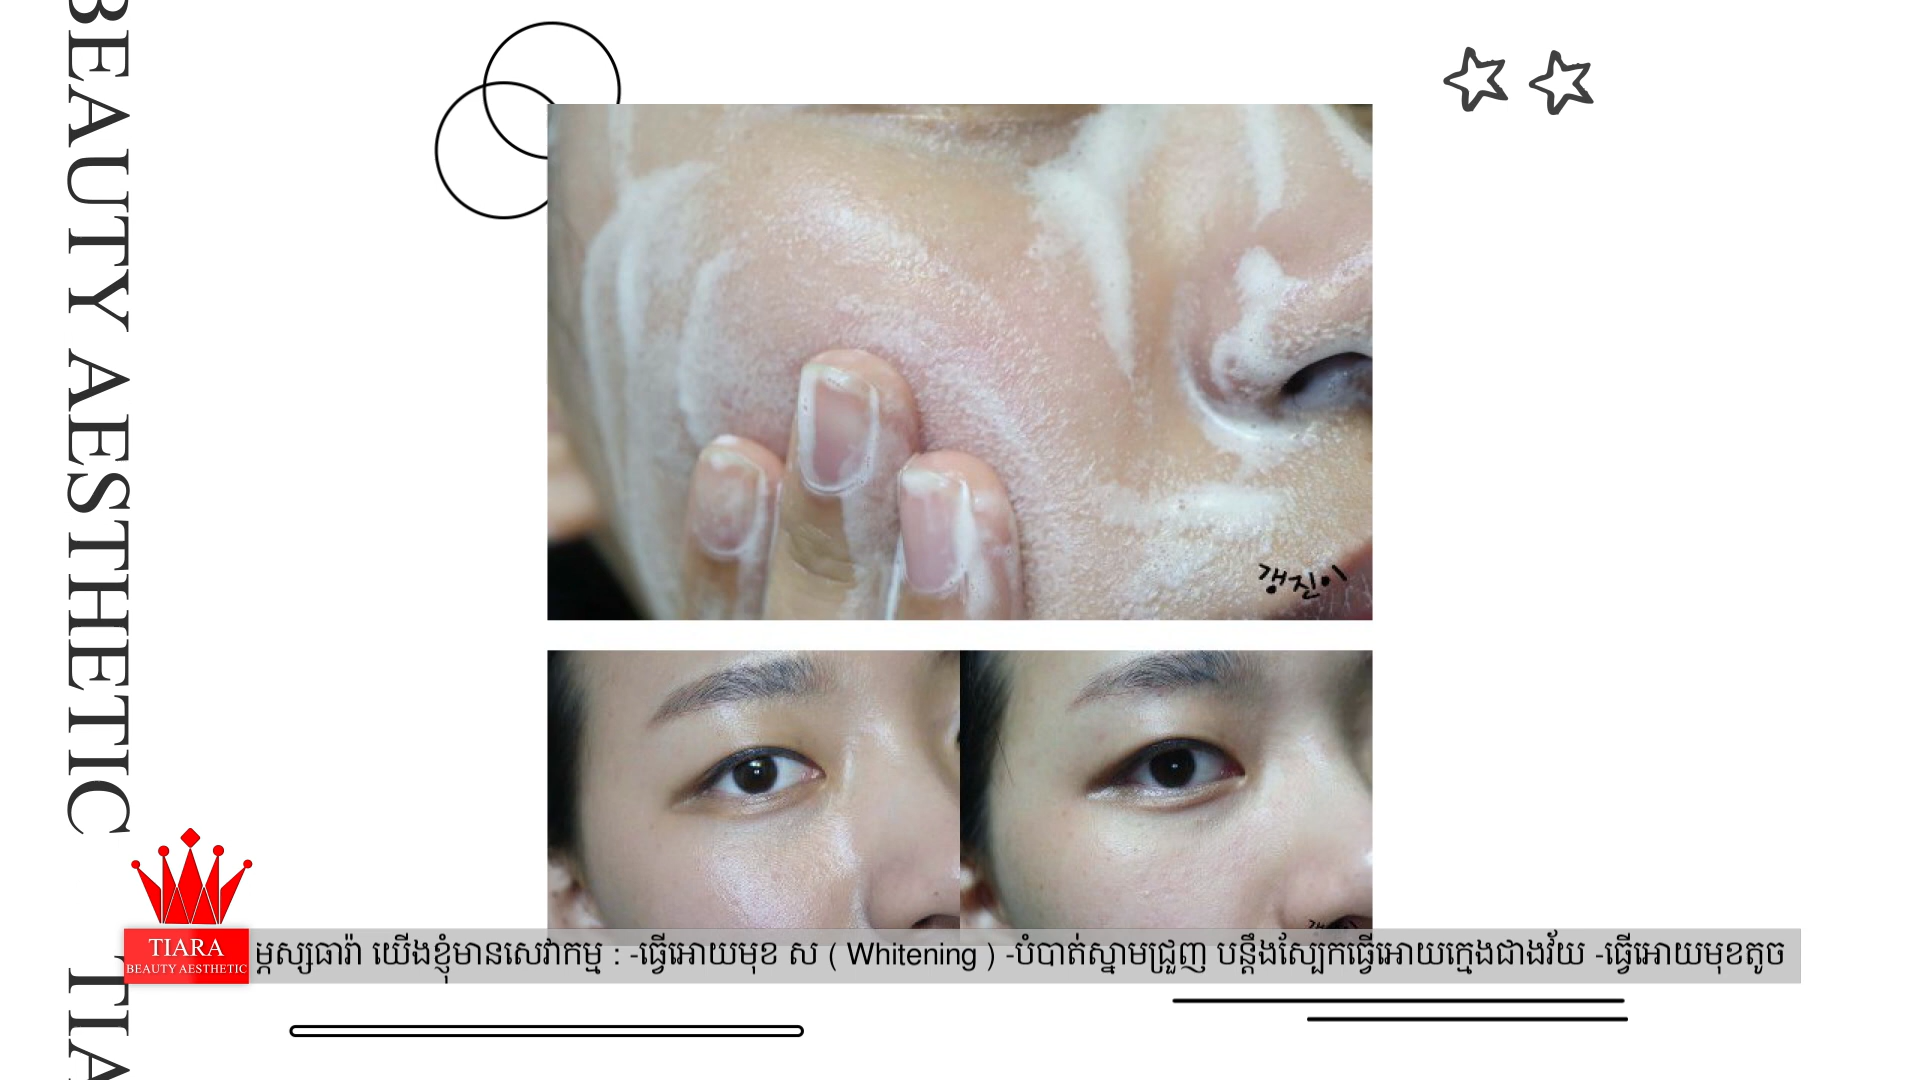 BEAUTY AESTHETIC
TIA
갱진이
TIARA
BEAUTY AESTHETIC
ម្ភស្សធារ៉ា យើងខ្ញុំមានសេវាកម្ម : -ធ្វើអោយមុខ ស ( Whitening ) -បំបាត់ស្នាមជ្រួញ បន្តឹងស្បែកធ្វើអោយក្មេងជាងវ័យ -ធ្វើអោយមុខតូច